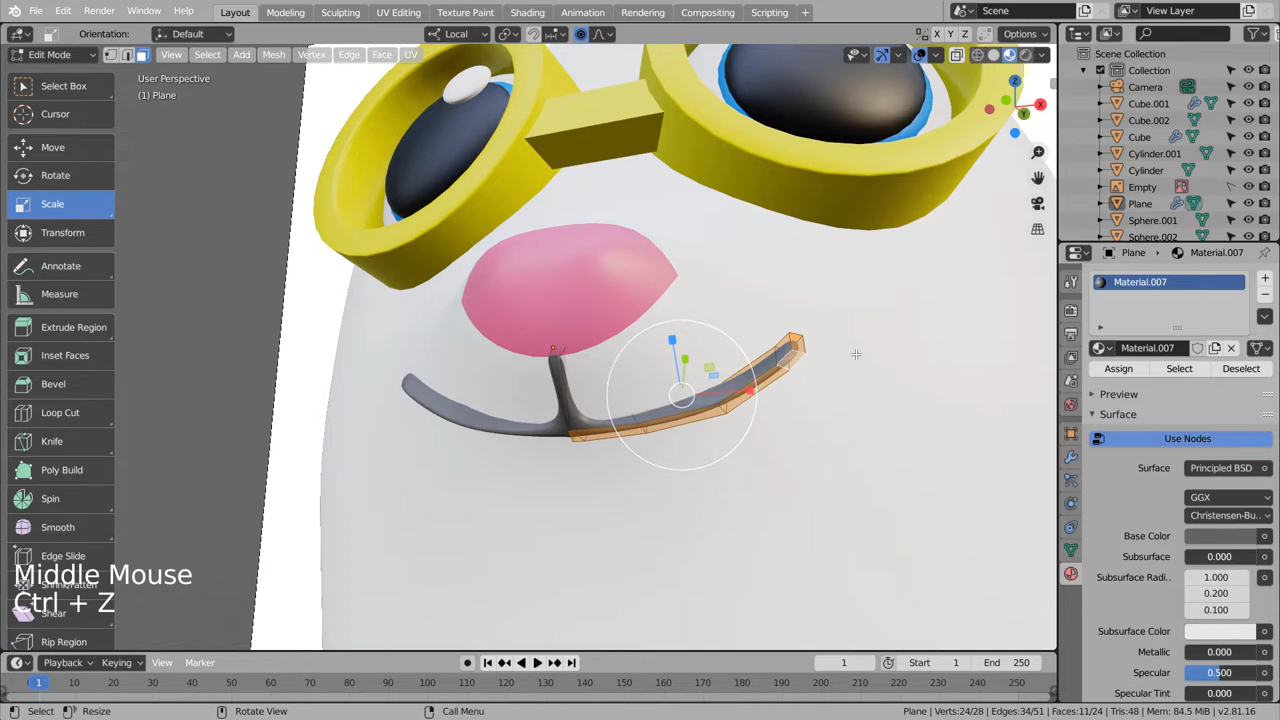 File Edit Render Window Help Layout Modeling Sculpting UV Editing Texture Paint Shading Animation Rendering Compositing Scripting + Scene View Layer
Orientation: Default Local X Y Z Options
Edit Mode View Select Add Mesh Vertex Edge Face UV
User Perspective
(1) Plane
Select Box
Cursor
Move
Rotate
Scale
Transform
Annotate
Measure
Extrude Region
Inset Faces
Bevel
Loop Cut
Knife
Poly Build
Spin
Smooth
Edge Slide
Shear
Rip Region
Middle Mouse
Ctrl + Z
Z
X
Y
Scene Collection
Collection
Camera
Cube.001
Cube.002
Cube
Cylinder.001
Cylinder
Empty
Plane
Sphere.001
Sphere.002
Plane Material.007
Material.007
Material.007
Assign Select Deselect
Preview
Surface
Use Nodes
Surface Principled BSD
GGX
Christensen-Bu..
Base Color
Subsurface 0.000
Subsurface Radi.. 1.000
0.200
0.100
Subsurface Color
Metallic 0.000
Specular 0.500
Specular Tint 0.000
Playback Keying View Marker 1 Start 1 End 250
1 10 20 30 40 50 60 70 80 90 100 110 120 130 140 150 160 170 180 190 200 210 220 230 240 250
Select Resize Rotate View Call Menu Plane | Verts:24/28 | Edges:34/51 | Faces:11/24 | Tris:48 | Mem: 84.5 MiB | v2.81.16